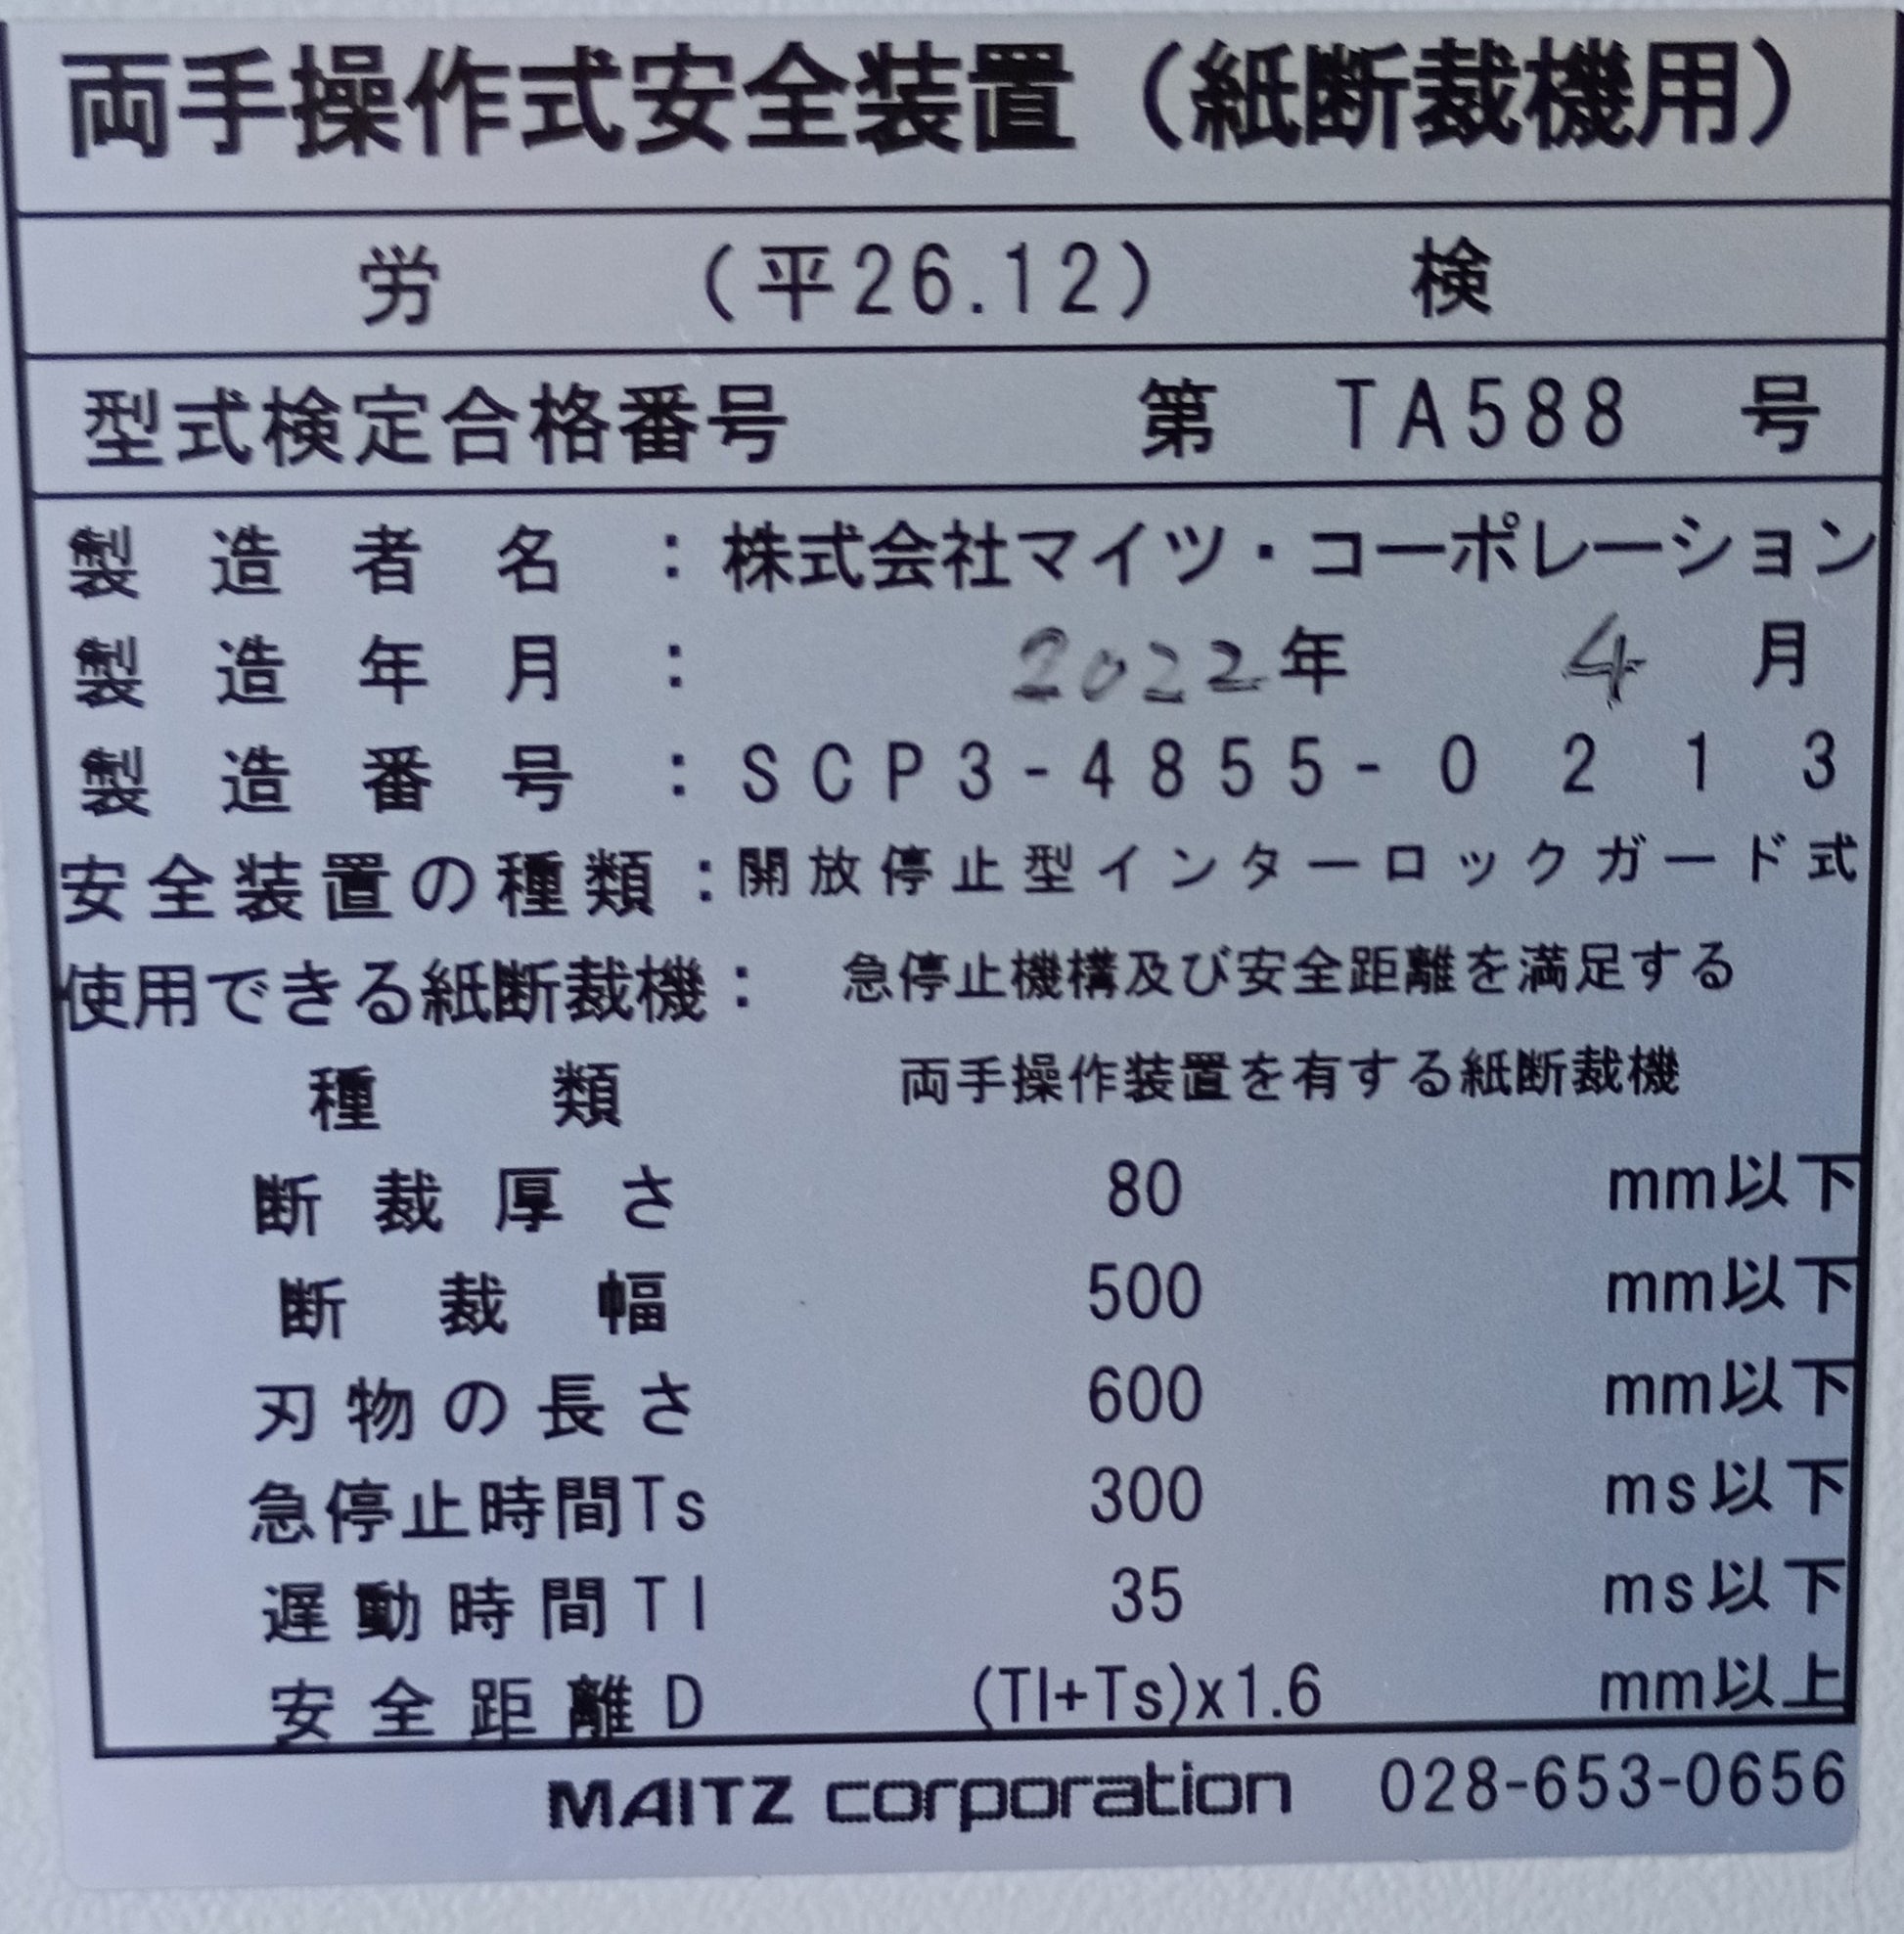 両手操作式安全装置（紙断裁機用）
労 （平26.12） 検
型式検定合格番号 第 TA588 号
製造者名：株式会社マイツ・コーポレーション
製造年月： 2022年 4月
製造番号：SCP3-4855-0213
安全装置の種類：開放停止型インターロックガード式
使用できる紙断裁機： 急停止機構及び安全距離を満足する
種類 両手操作装置を有する紙断裁機
断裁厚さ 80 mm以下
断裁幅 500 mm以下
刃物の長さ 600 mm以下
急停止時間Ts 300 ms以下
遅動時間Tl 35 ms以下
安全距離D (Tl+Ts)x1.6 mm以上
MAITZ corporation 028-653-0656